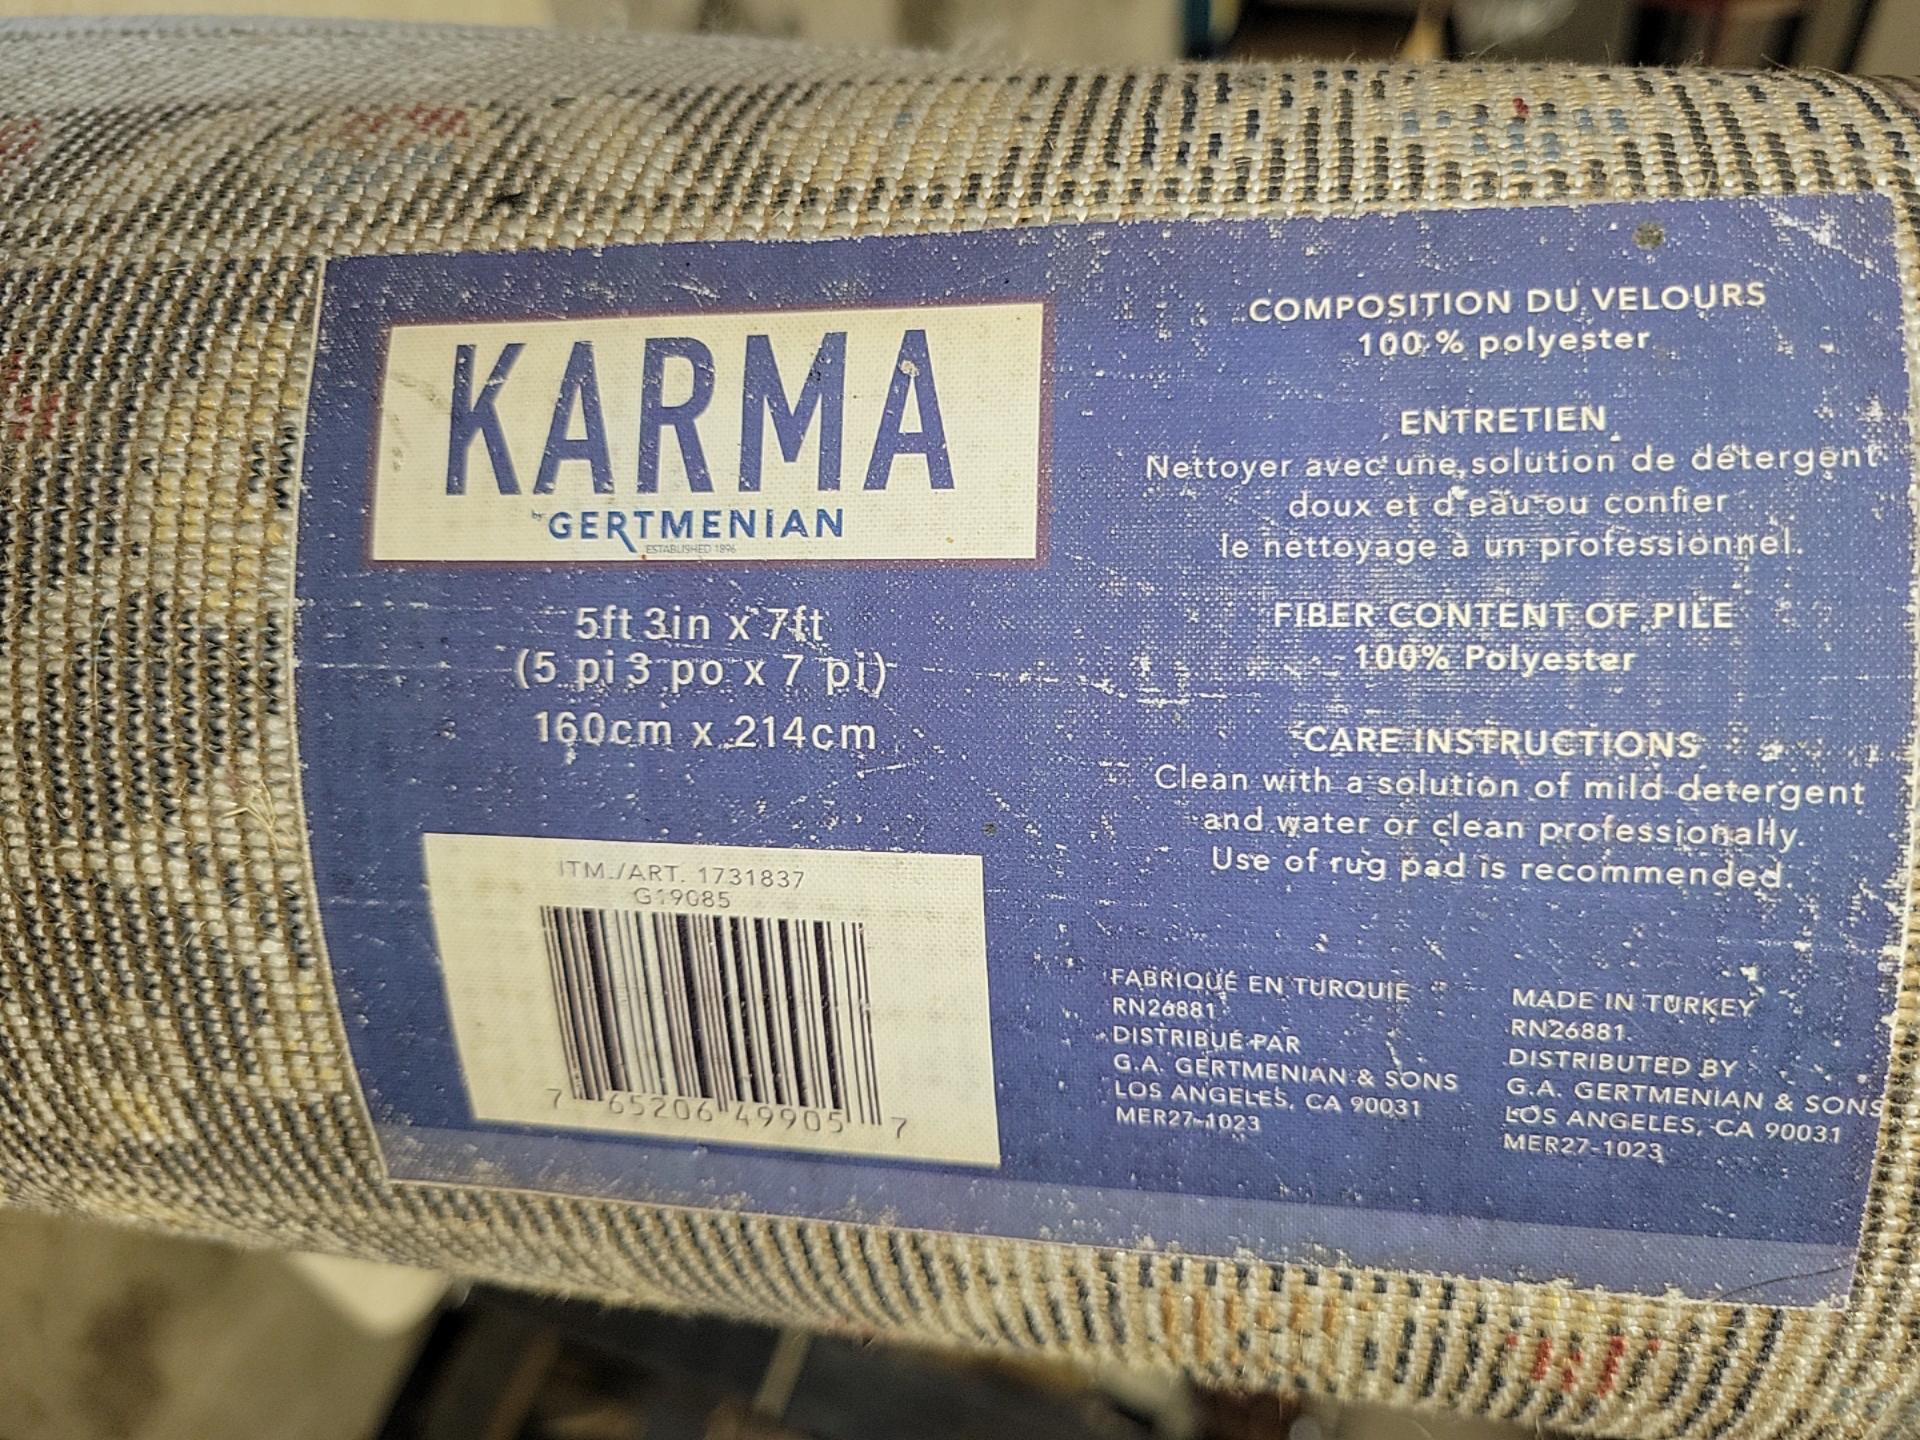 KARMA
by GERTMENIAN
ESTABLISHED 1896
5ft 3in x 7ft
(5 pi 3 po x 7 pi)
160cm x 214cm
ITM./ART. 1731837
G19085
7 65206 49905 7
COMPOSITION DU VELOURS
100 % polyester
ENTRETIEN
Nettoyer avec une solution de détergent
doux et d'eau ou confier
le nettoyage à un professionnel.
FIBER CONTENT OF PILE
100% Polyester
CARE INSTRUCTIONS
Clean with a solution of mild detergent
and water or clean professionally.
Use of rug pad is recommended.
FABRIQUÉ EN TURQUIE
RN26881
DISTRIBUÉ PAR
G.A. GERTMENIAN & SONS
LOS ANGELES, CA 90031
MER27-1023
MADE IN TURKEY
RN26881
DISTRIBUTED BY
G.A. GERTMENIAN & SONS
LOS ANGELES, CA 90031
MER27-1023